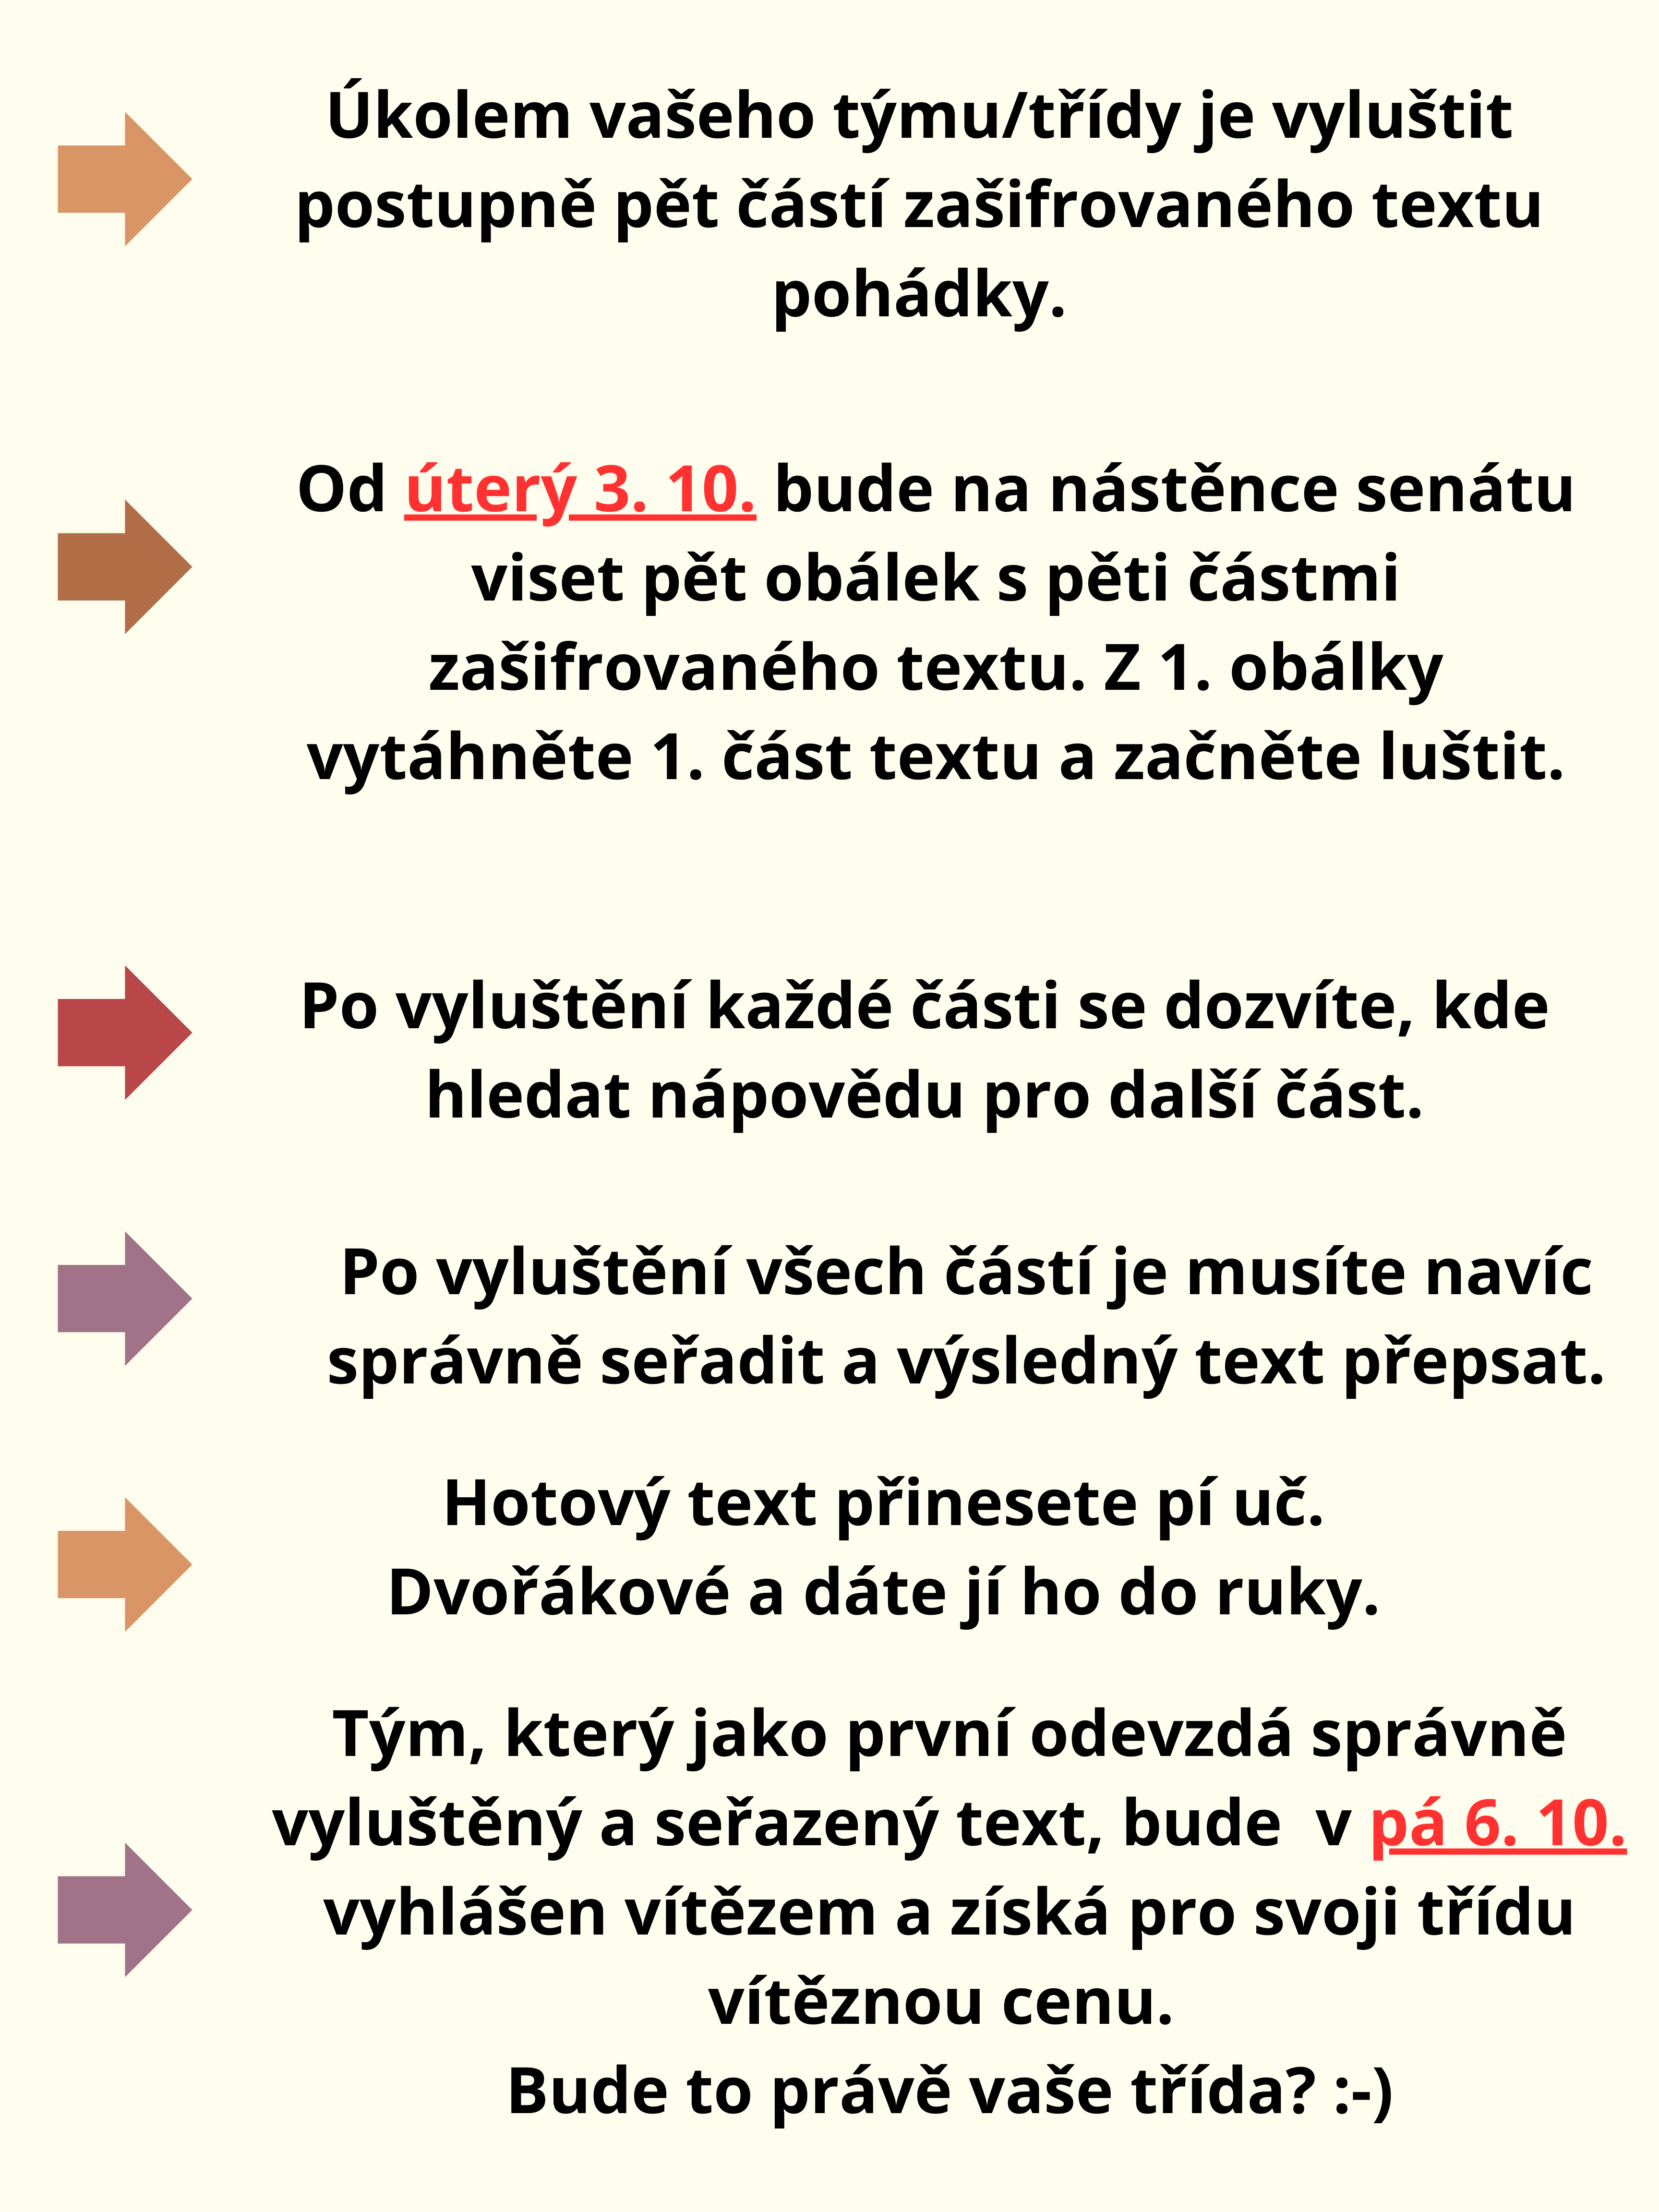 Úkolem vašeho týmu/třídy je vyluštit
postupně pět částí zašifrovaného textu
pohádky.
Od úterý 3. 10. bude na nástěnce senátu
viset pět obálek s pěti částmi
zašifrovaného textu. Z 1. obálky
vytáhněte 1. část textu a začněte luštit.
Po vyluštění každé části se dozvíte, kde
hledat nápovědu pro další část.
Po vyluštění všech částí je musíte navíc
správně seřadit a výsledný text přepsat.
Hotový text přinesete pí uč.
Dvořákové a dáte jí ho do ruky.
Tým, který jako první odevzdá správně
vyluštěný a seřazený text, bude  v pá 6. 10.
vyhlášen vítězem a získá pro svoji třídu
vítěznou cenu.
Bude to právě vaše třída? :-)